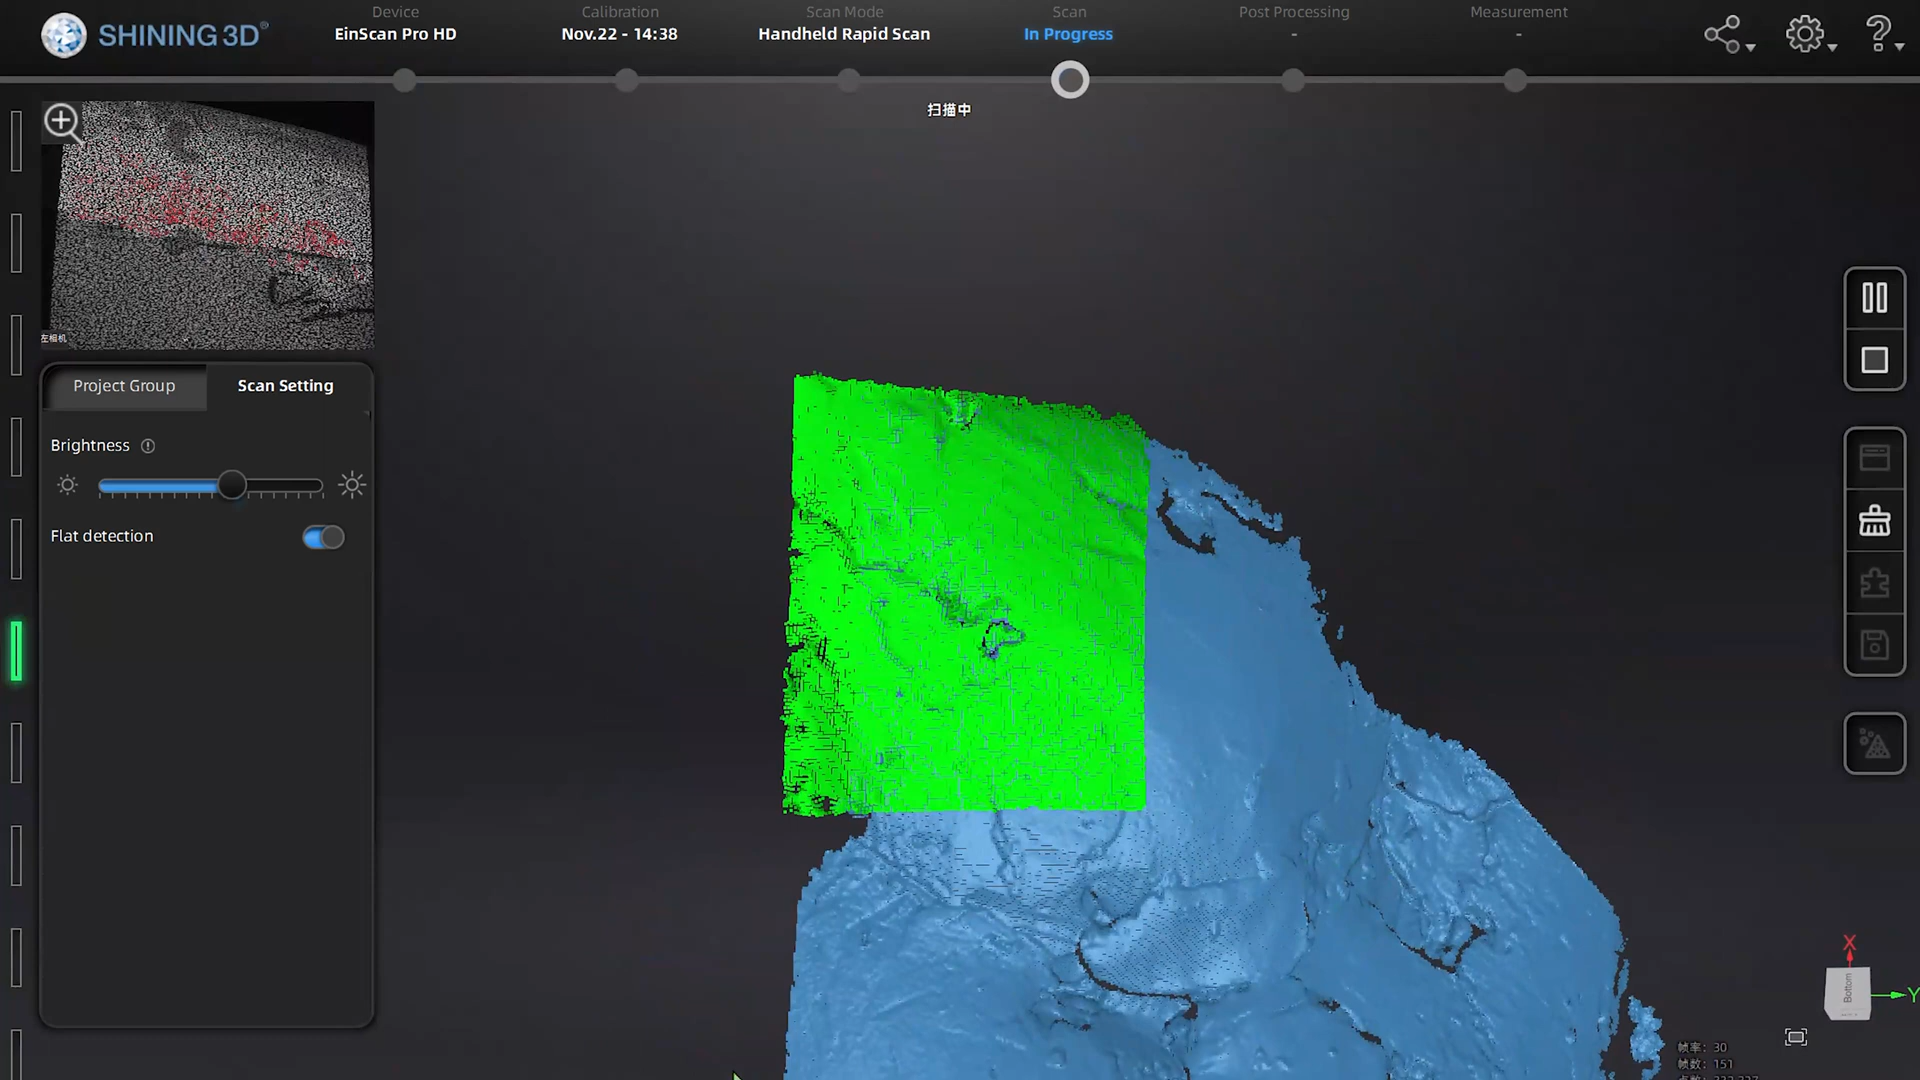 SHINING 3D®
Device
EinScan Pro HD
Calibration
Nov.22 - 14:38
Scan Mode
Handheld Rapid Scan
Scan
In Progress
Post Processing
-
Measurement
-
扫描中
左相机
Project Group
Scan Setting
Brightness
Flat detection
X
Bottom
Y
帧率: 30
帧数: 151